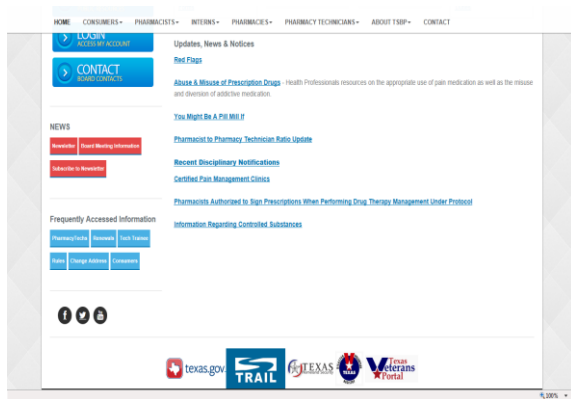 HOME CONSUMERS PHARMACISTS INTERNS PHARMACIES PHARMACY TECHNICIANS ABOUT TSBP CONTACT
LOGIN
ACCESS MY ACCOUNT
CONTACT
BOARD CONTACTS
NEWS
Newsletter Board Meeting Information
Subscribe to Newsletter
Frequently Accessed Information
PharmacyTechs Renewals Tech Trainee
Rules Change Address Consumers
Updates, News & Notices
Red Flags
Abuse & Misuse of Prescription Drugs - Health Professionals resources on the appropriate use of pain medication as well as the misuse
and diversion of addictive medication
You Might Be A Pill Mill If
Pharmacist to Pharmacy Technician Ratio Update
Recent Disciplinary Notifications
Certified Pain Management Clinics
Pharmacists Authorized to Sign Prescriptions When Performing Drug Therapy Management Under Protocol
Information Regarding Controlled Substances
texas.gov
TRAIL
TEXAS
TEXAS
Texas
Veterans
Portal
100%